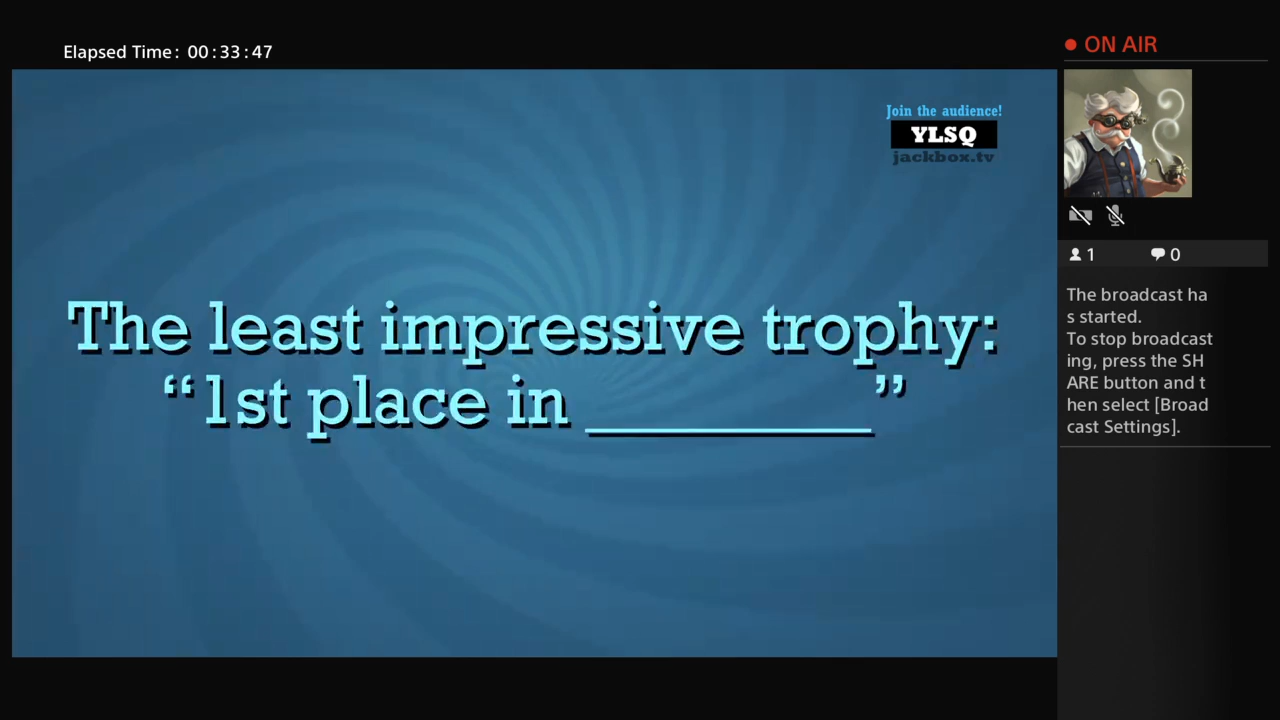 Elapsed Time: 00:33:47
ON AIR
Join the audience!
YLSQ
jackbox.tv
The least impressive trophy:
“1st place in __________”
1
0
The broadcast ha
s started.
To stop broadcast
ing, press the SH
ARE button and t
hen select [Broad
cast Settings].